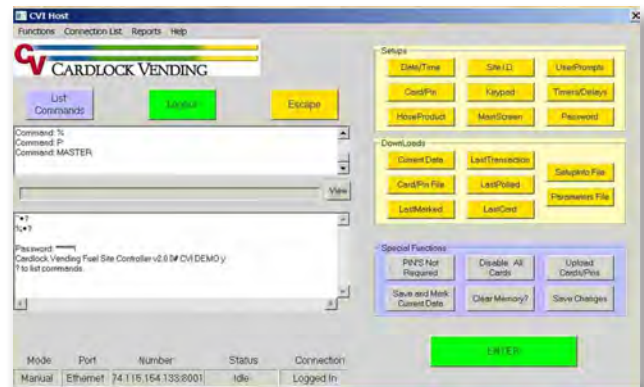 CVI Host
Functions Connection List Reports Help
CV CARDLOCK VENDING
List Commands
Logout
Escape
Command: %
Command: P
Command: MASTER
View
?
Password: ******
Cardlock Vending Fuel Site Controller v2.0 0# CVI DEMO y
? to list commands.
Mode Port Number Status Connection
Manual Ethernet 74.115.154.133:8001 Idle Logged In
Setups
Date/Time Site I.D. UserPrompts
Card/Pin Keypad Timers/Delays
HoseProduct MainScreen Password
DownLoads
Current Data LastTransaction SetupInfo File
Card/Pin File LastPolled Parameters File
LastMarked LastCard
Special Functions
PIN'S Not Required
Disable All Cards
Upload Cards/Pins
Save and Mark Current Data
Clear Memory?
Save Changes
ENTER